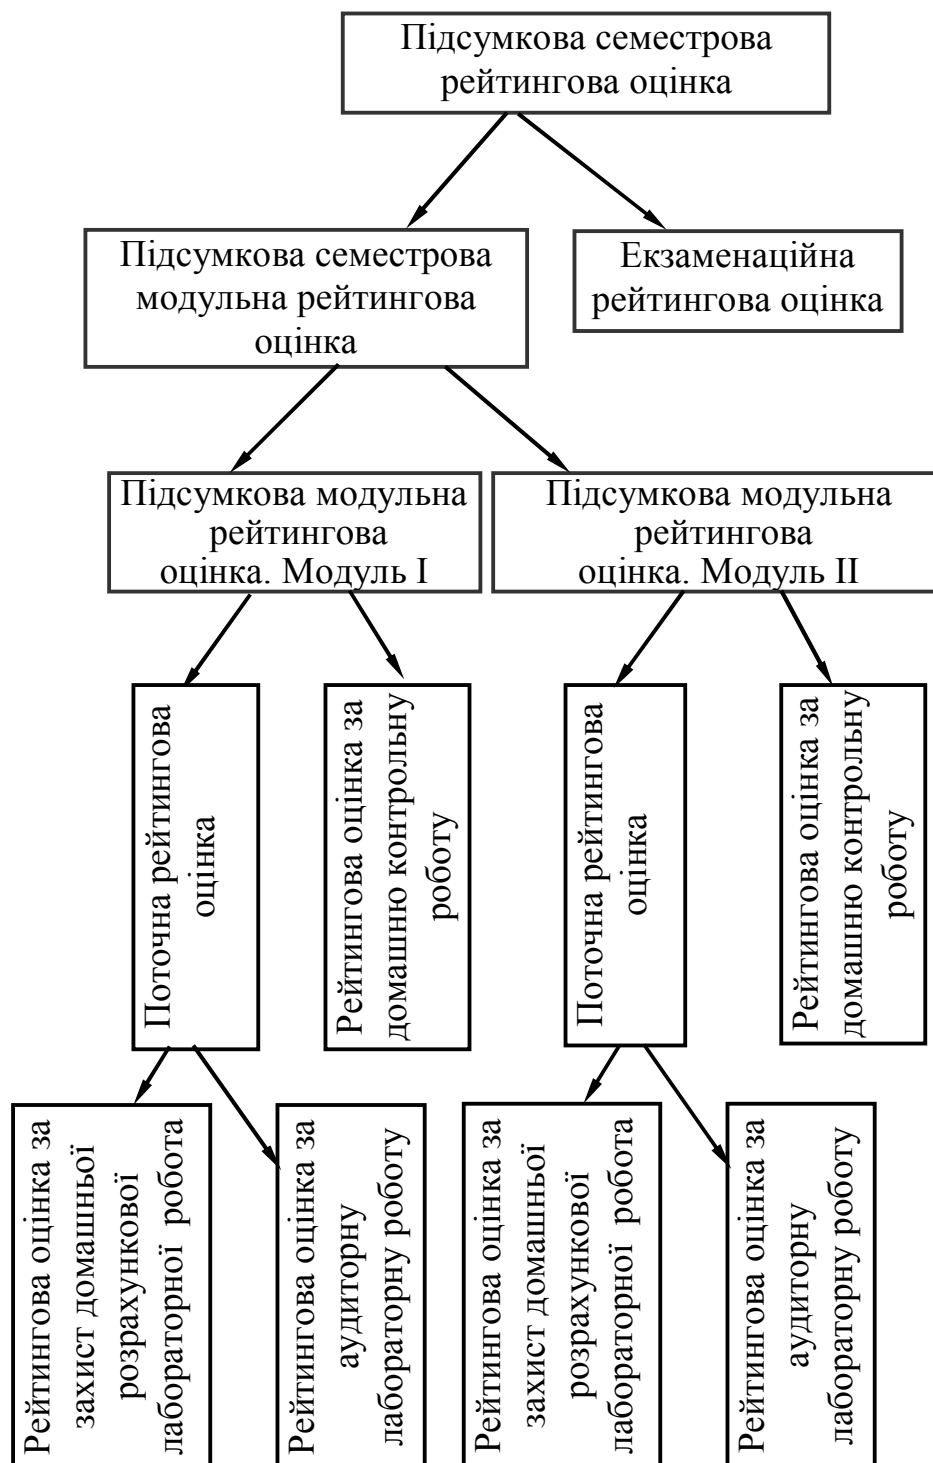 Підсумкова семестрова
рейтингова оцінка
Підсумкова семестрова
модульна рейтингова
оцінка
Екзаменаційна
рейтингова оцінка
Підсумкова модульна
рейтингова
оцінка. Модуль I
Підсумкова модульна
рейтингова
оцінка. Модуль II
Поточна рейтингова
оцінка
Рейтингова оцінка за
домашню контрольну
роботу
Поточна рейтингова
оцінка
Рейтингова оцінка за
домашню контрольну
роботу
Рейтингова оцінка за
захист домашньої
розрахункової
лабораторної робота
Рейтингова оцінка за
аудиторну
лабораторну роботу
Рейтингова оцінка за
захист домашньої
розрахункової
лабораторної робота
Рейтингова оцінка за
аудиторну
лабораторну роботу